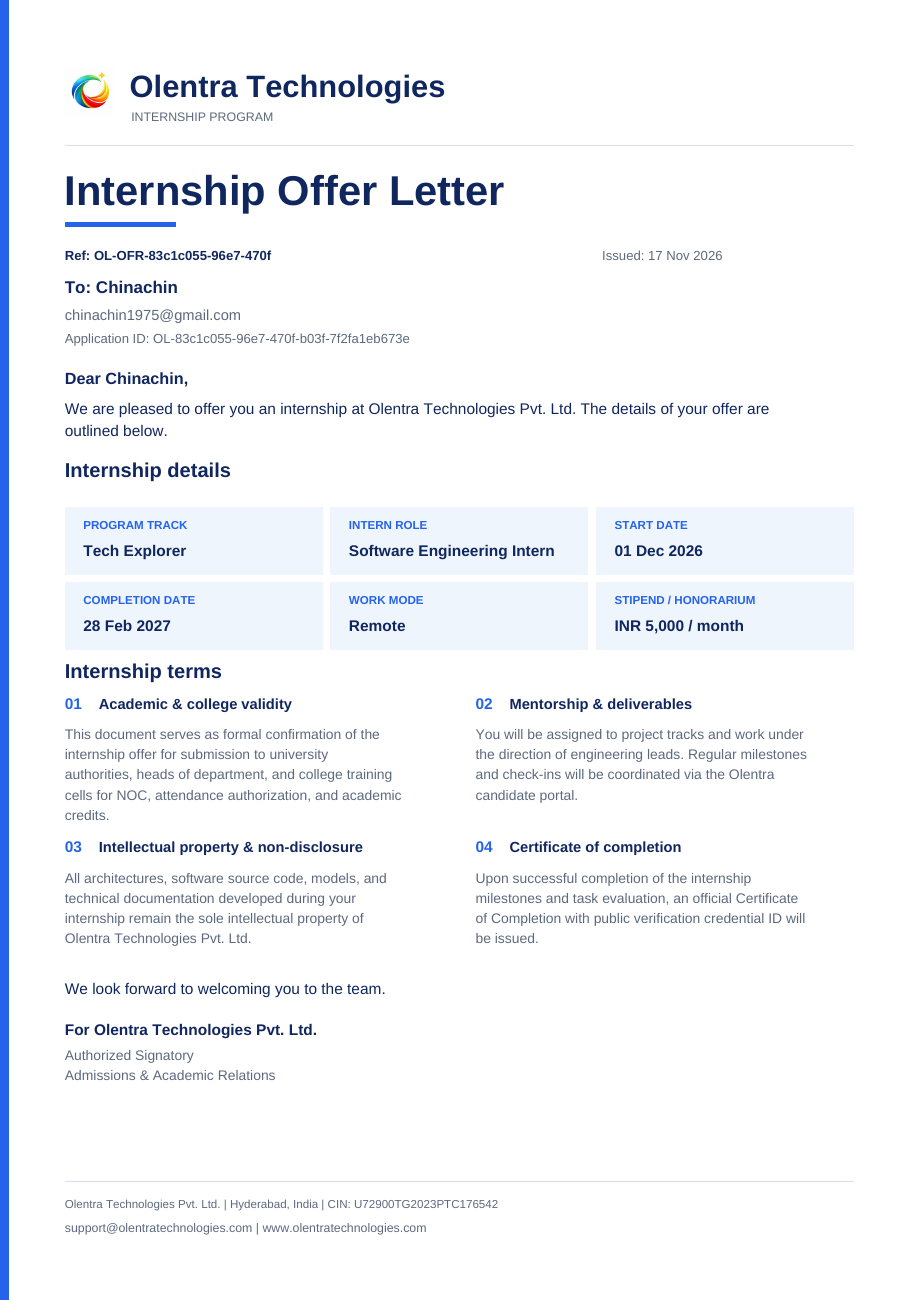 Olentra Technologies
INTERNSHIP PROGRAM
Internship Offer Letter
Ref: OL-OFR-83c1c055-96e7-470f
Issued: 17 Nov 2026
To: Chinachin
chinachin1975@gmail.com
Application ID: OL-83c1c055-96e7-470f-b03f-7f2fa1eb673e
Dear Chinachin,
We are pleased to offer you an internship at Olentra Technologies Pvt. Ltd. The details of your offer are
outlined below.
Internship details
PROGRAM TRACK
Tech Explorer
INTERN ROLE
Software Engineering Intern
START DATE
01 Dec 2026
COMPLETION DATE
28 Feb 2027
WORK MODE
Remote
STIPEND / HONORARIUM
INR 5,000 / month
Internship terms
01 Academic & college validity
This document serves as formal confirmation of the
internship offer for submission to university
authorities, heads of department, and college training
cells for NOC, attendance authorization, and academic
credits.
02 Mentorship & deliverables
You will be assigned to project tracks and work under
the direction of engineering leads. Regular milestones
and check-ins will be coordinated via the Olentra
candidate portal.
03 Intellectual property & non-disclosure
All architectures, software source code, models, and
technical documentation developed during your
internship remain the sole intellectual property of
Olentra Technologies Pvt. Ltd.
04 Certificate of completion
Upon successful completion of the internship
milestones and task evaluation, an official Certificate
of Completion with public verification credential ID will
be issued.
We look forward to welcoming you to the team.
For Olentra Technologies Pvt. Ltd.
Authorized Signatory
Admissions & Academic Relations
Olentra Technologies Pvt. Ltd. | Hyderabad, India | CIN: U72900TG2023PTC176542
support@olentratechnologies.com | www.olentratechnologies.com